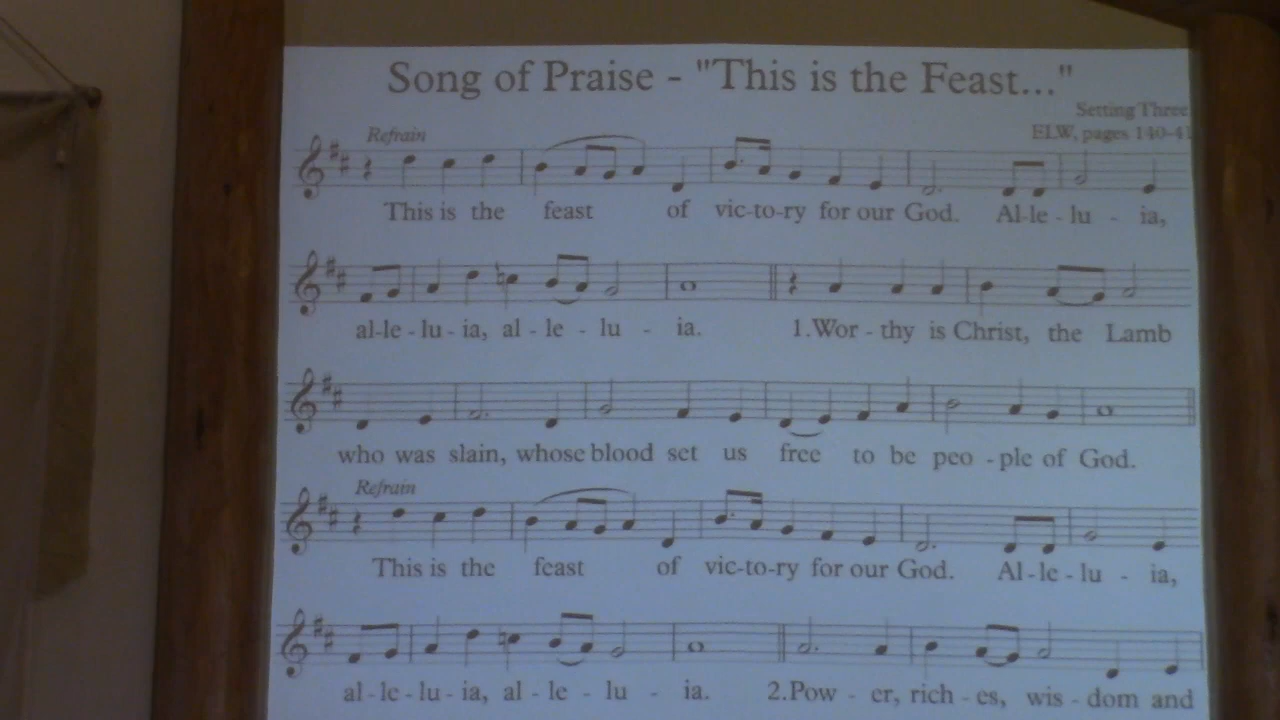 Song of Praise - "This is the Feast..."
Setting Three
ELW, pages 140-41
Refrain
This is the feast of vic-to-ry for our God. Al-le - lu - ia,
al-le - lu - ia, al - le - lu - ia. 1.Wor - thy is Christ, the Lamb
who was slain, whose blood set us free to be peo - ple of God.
Refrain
This is the feast of vic-to-ry for our God. Al - le - lu - ia,
al - le - lu - ia, al - le - lu - ia. 2.Pow - er, rich - es, wis - dom and